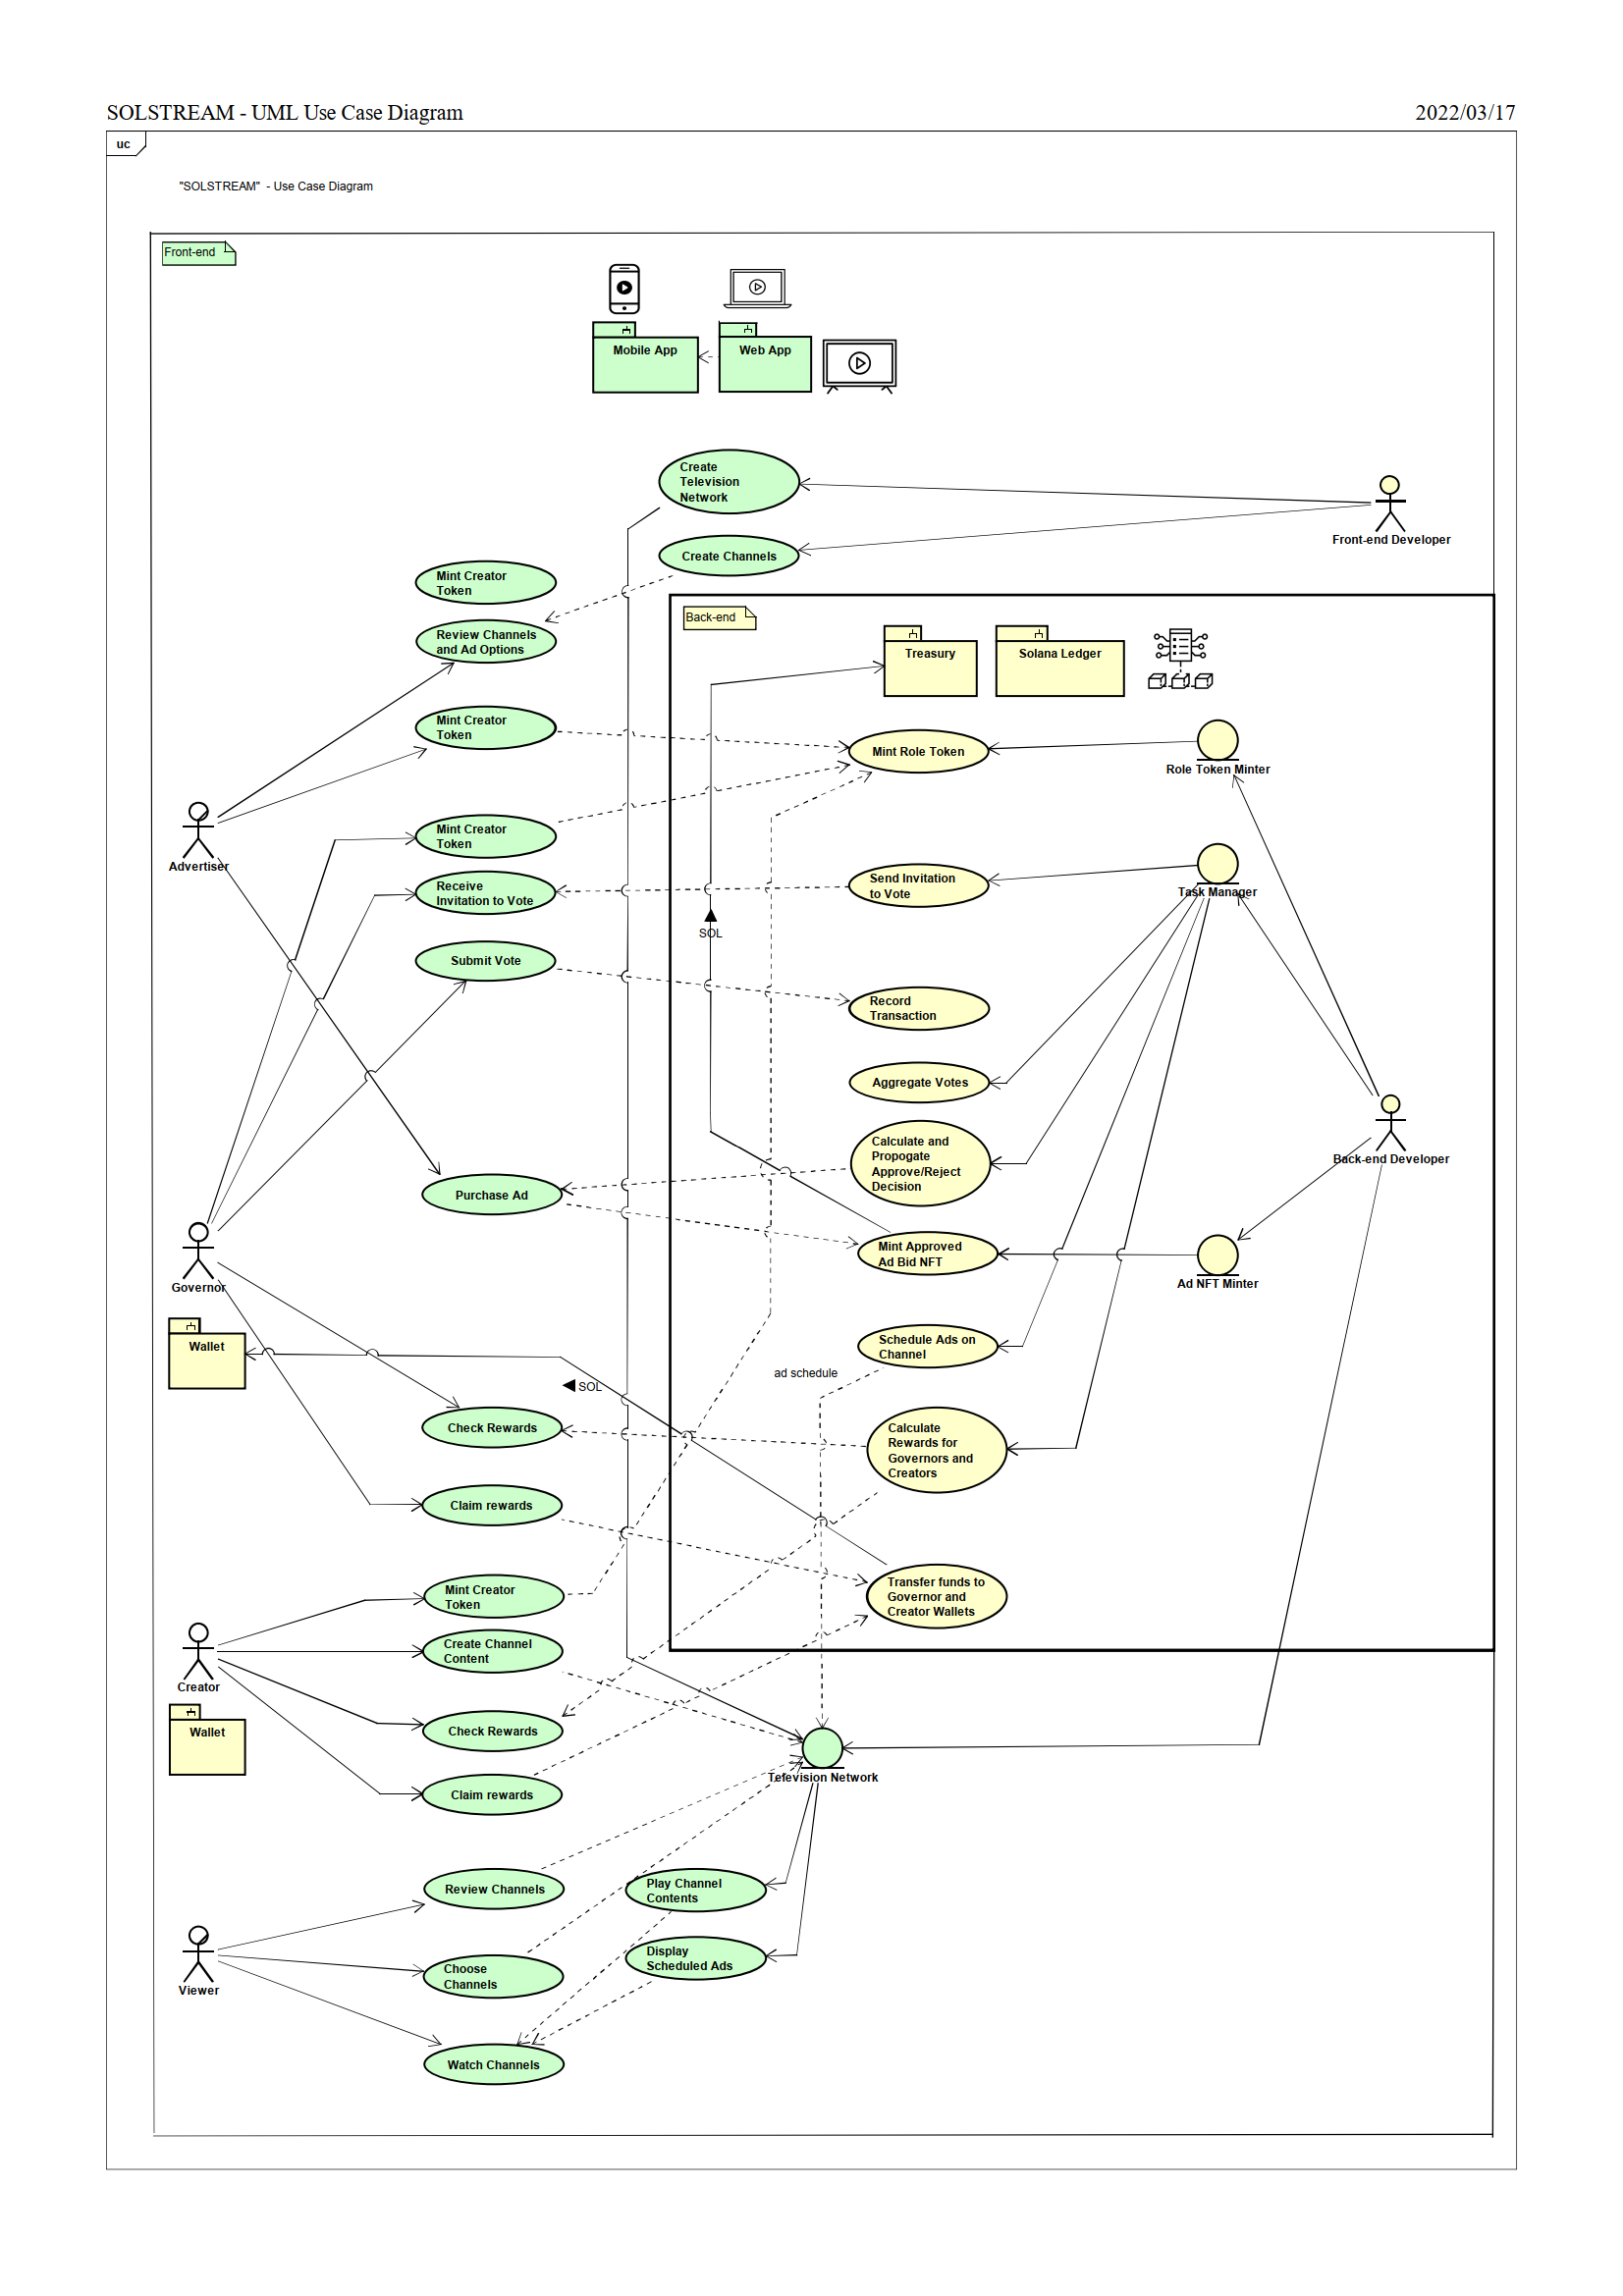 SOLSTREAM - UML Use Case Diagram
2022/03/17
uc
"SOLSTREAM" - Use Case Diagram
Front-end
Mobile App
Web App
Create
Television
Network
Front-end Developer
Create Channels
Mint Creator
Token
Back-end
Review Channels
and Ad Options
Treasury
Solana Ledger
Mint Creator
Token
Mint Role Token
Role Token Minter
Mint Creator
Token
Advertiser
Receive
Invitation to Vote
Send Invitation
to Vote
Task Manager
SOL
Submit Vote
Record
Transaction
Aggregate Votes
Calculate and
Propogate
Approve/Reject
Decision
Back-end Developer
Purchase Ad
Mint Approved
Ad Bid NFT
Ad NFT Minter
Governor
Wallet
Schedule Ads on
Channel
ad schedule
SOL
Check Rewards
Calculate
Rewards for
Governors and
Creators
Claim rewards
Mint Creator
Token
Transfer funds to
Governor and
Creator Wallets
Create Channel
Content
Creator
Wallet
Check Rewards
Television Network
Claim rewards
Review Channels
Play Channel
Contents
Display
Scheduled Ads
Choose
Channels
Viewer
Watch Channels